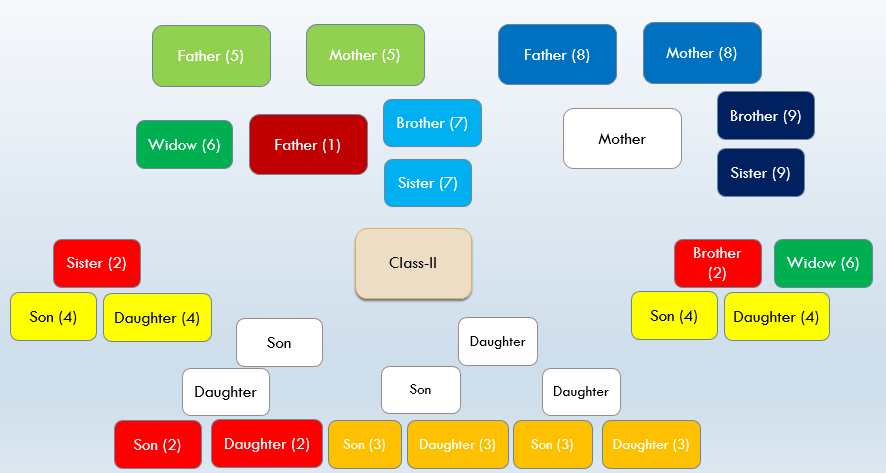 Father (5)
Mother (5)
Father (8)
Mother (8)
Widow (6)
Father (1)
Brother (7)
Sister (7)
Mother
Brother (9)
Sister (9)
Sister (2)
Class-II
Brother
(2)
Widow (6)
Son (4)
Daughter (4)
Son (4)
Daughter (4)
Son
Daughter
Daughter
Son
Daughter
Son (2)
Daughter (2)
Son (3)
Daughter (3)
Son (3)
Daughter (3)